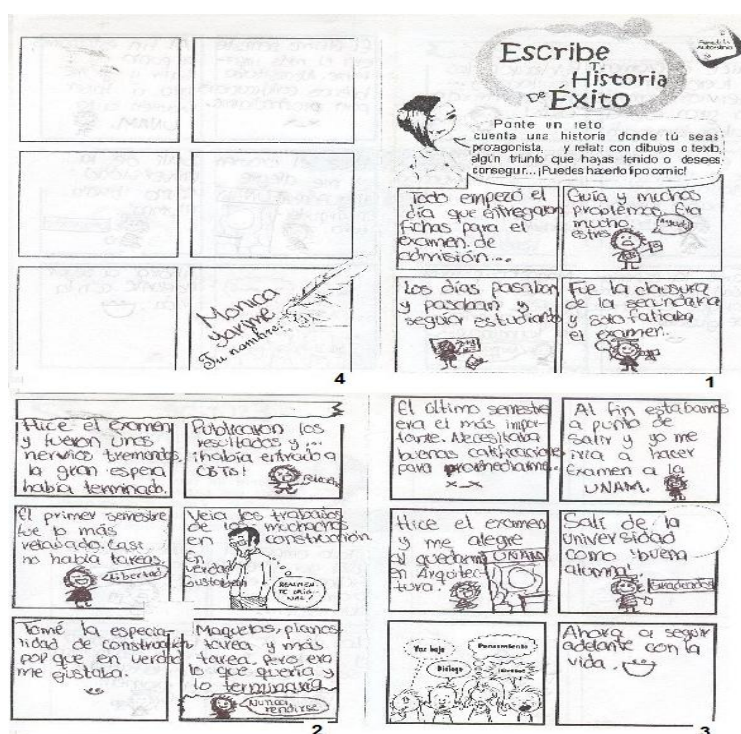 Escribe
Tu
Historia
De Éxito
Ponte un reto
cuenta una historia donde tú seas
protagonista, y relata con dibujos o texto,
algún triunfo que hayas tenido o desees
conseguir... ¡Puedes hacerlo tipo comic!
Todo empezó el
día que entregaron
fichas para el
examen de
admisión....
Guía y muchos
problemas. Era
mucho
estres
Los días pasaban
y pasaban y
seguía estudiando
Fue la clausura
de la secundaria
y solo faltaba
el examen..
1
Hice el examen
y fueron unos
nervios tremendos,
la gran espera
había terminado.
Publicaron los
resultados y ...
¡había entrado a
CBTs!
El primer semestre
fue lo más
relajado. Casi
no había tareas.
¡Libertad!
Veía los trabajos
de los muchachos
en construcción
En
verdad
gustaban
Tomé la especia-
lidad de construcción
porque en verdad
me gustaba.
Maquetas, planos,
tarea y más
tarea, pero era
lo que quería y
lo terminaría
Nunca
rendirse
2
El último semestre
era el más impor-
tante. Necesitaba
buenas calificaciones
para promediarme..
x_x
Al fin estábamos
a punto de
salir y yo me
iría a hacer
examen a la
UNAM.
Hice el examen
y me alegre
al quedarme
en Arquitec-
tura.
UNAM
Salí de la
universidad
como "buena
alumna"
Graduados
Voz baja
Pensamiento
Diálogo
Ahora a seguir
adelante con la
vida.
3
Monica
Tu nombre
4